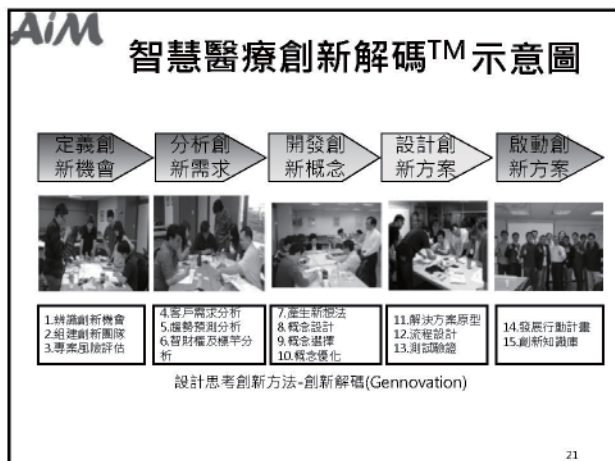 AiM
智慧醫療創新解碼TM 示意圖
定義創
新機會
分析創
新需求
開發創
新概念
設計創
新方案
啟動創
新方案
1.辨識創新機會
2.組建創新團隊
3.專案風險評估
4.客戶需求分析
5.趨勢預測分析
6.智財權及標竿分
析
7.產生新想法
8.概念設計
9.概念選擇
10.概念優化
11.解決方案原型
12.流程設計
13.測試驗證
14.發展行動計畫
15.創新知識庫
設計思考創新方法-創新解碼(Gennovation)
21